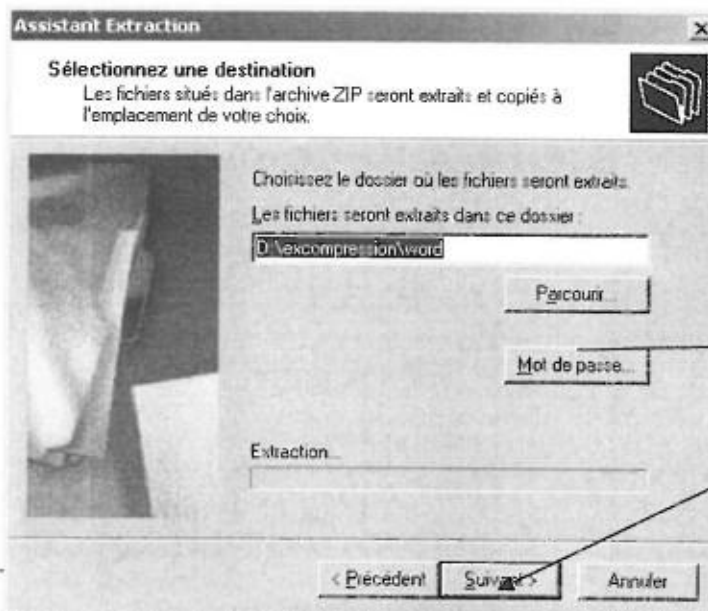 Assistant Extraction
Sélectionnez une destination
Les fichiers situés dans l'archive ZIP seront extraits et copiés à
l'emplacement de votre choix.
Choisissez le dossier où les fichiers seront extraits.
Les fichiers seront extraits dans ce dossier :
D:\excompression\word
Parcourir...
Mot de passe...
Extraction...
< Précédent
Suivant >
Annuler